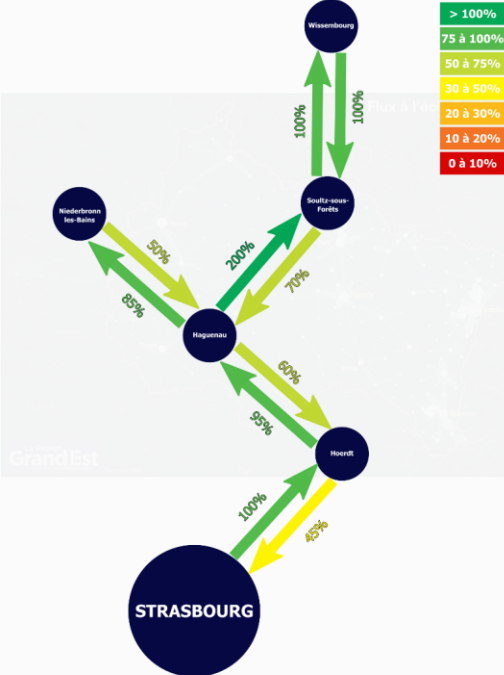 Wissembourg
> 100%
75 à 100%
50 à 75%
30 à 50%
20 à 30%
10 à 20%
0 à 10%
Flux à l'éc
100%
100%
Niederbronn
les-Bains
Soultz-sous-
Forêts
50%
200%
70%
85%
Haguenau
60%
95%
Hoerdt
Grand Est
100%
45%
STRASBOURG